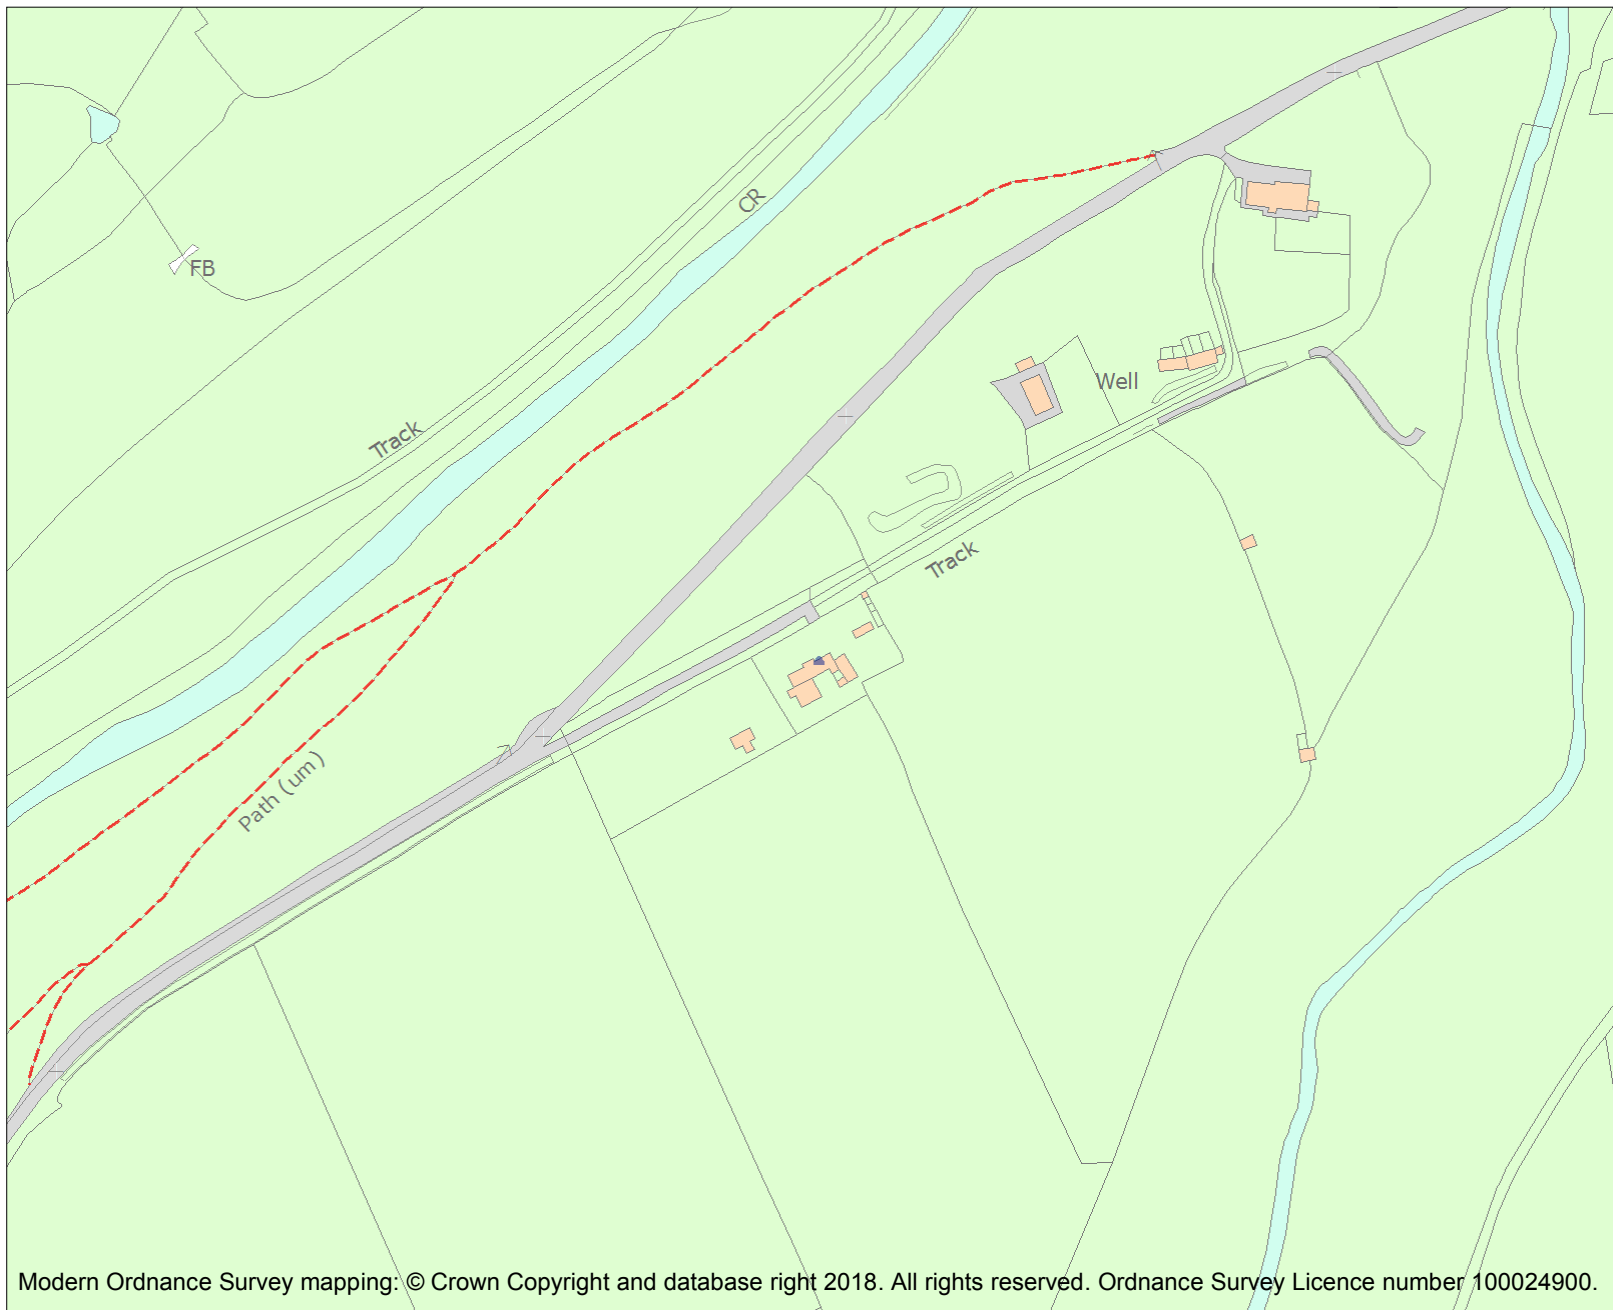 CR
FB
Well
Track
Track
Path (um)
Modern Ordnance Survey mapping: © Crown Copyright and database right 2018. All rights reserved. Ordnance Survey Licence number 100024900.